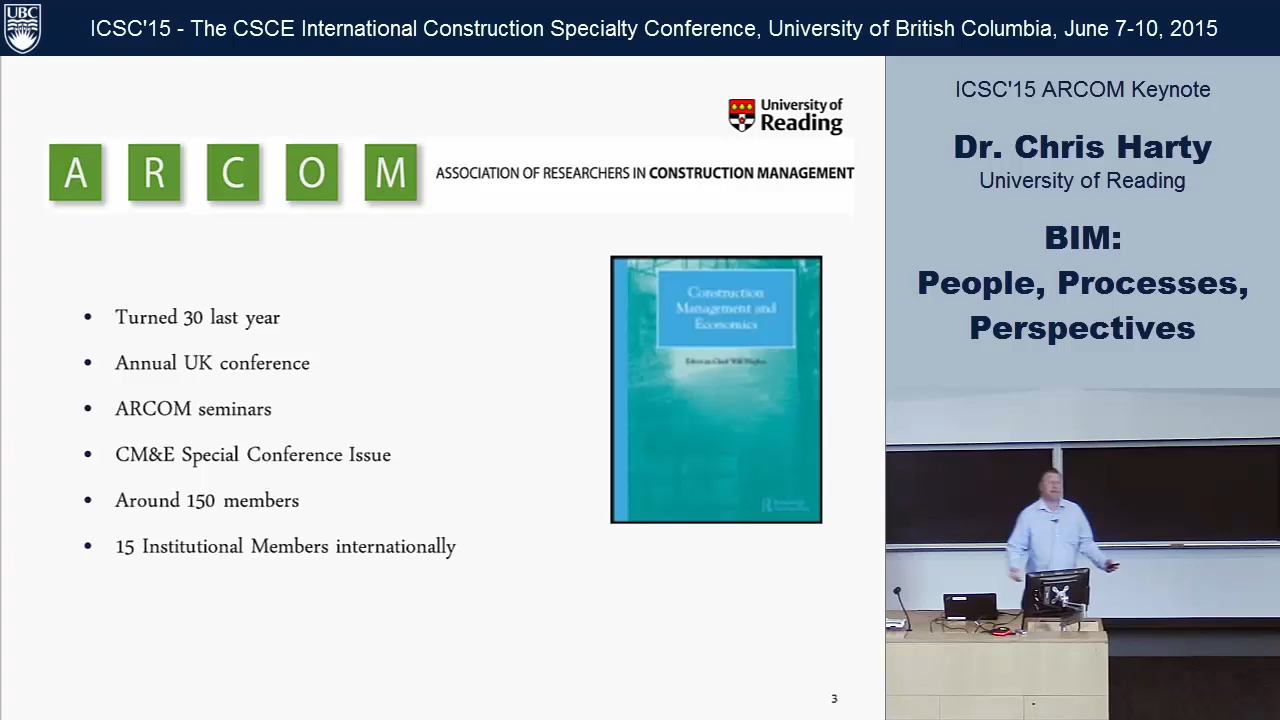 UBC
ICSC'15 - The CSCE International Construction Specialty Conference, University of British Columbia, June 7-10, 2015
University of
Reading
A R C O M
ASSOCIATION OF RESEARCHERS IN CONSTRUCTION MANAGEMENT
• Turned 30 last year
• Annual UK conference
• ARCOM seminars
• CM&E Special Conference Issue
• Around 150 members
• 15 Institutional Members internationally
Construction
Management and
Economics
3
ICSC'15 ARCOM Keynote
Dr. Chris Harty
University of Reading
BIM:
People, Processes,
Perspectives